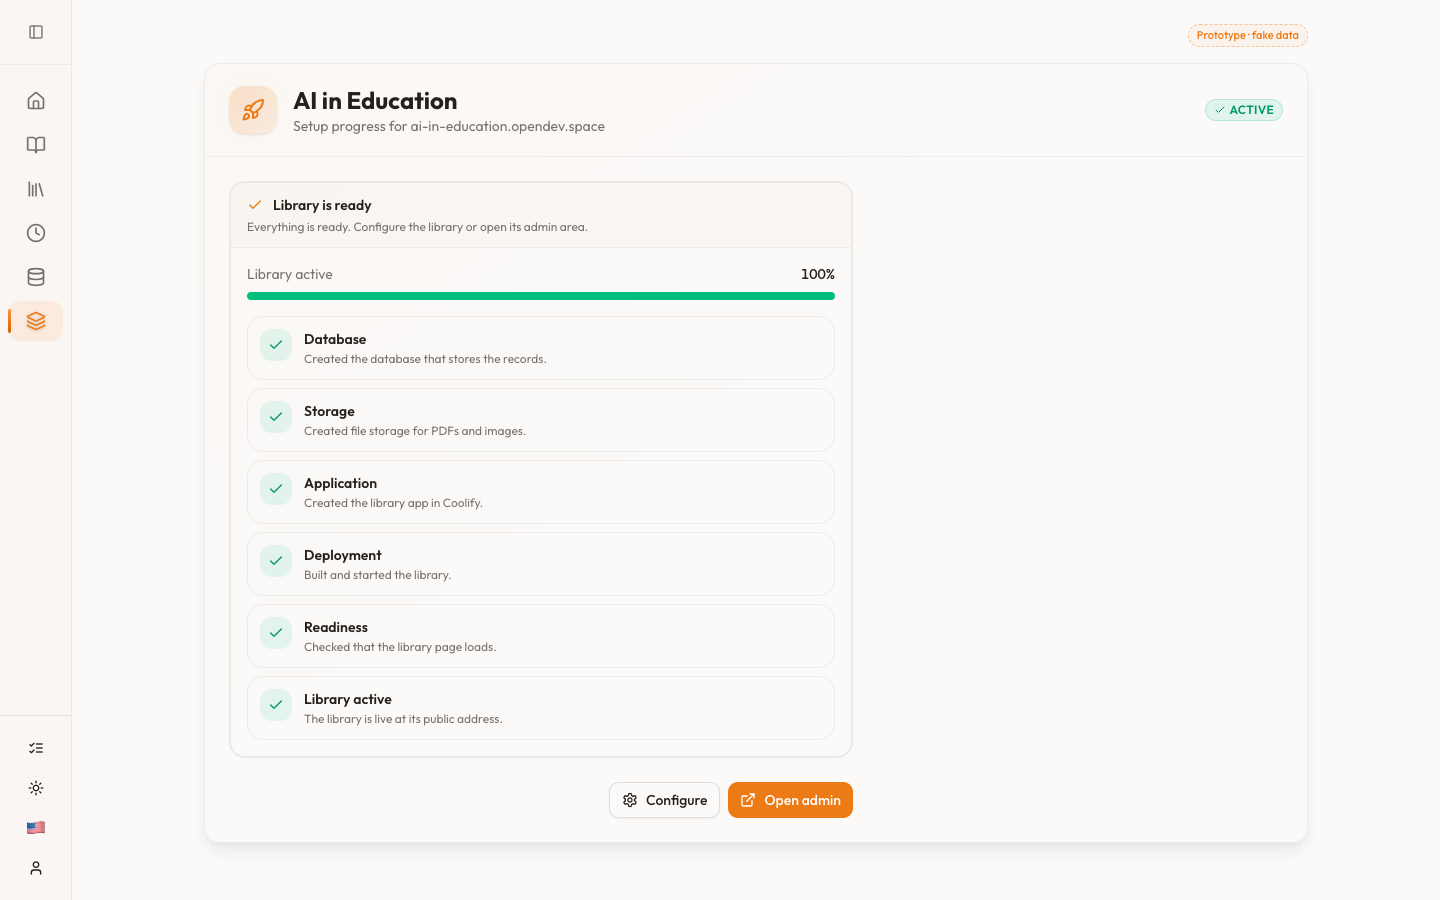 Prototype · fake data
AI in Education
Setup progress for ai-in-education.opendev.space
ACTIVE
Library is ready
Everything is ready. Configure the library or open its admin area.
Library active
100%
Database
Created the database that stores the records.
Storage
Created file storage for PDFs and images.
Application
Created the library app in Coolify.
Deployment
Built and started the library.
Readiness
Checked that the library page loads.
Library active
The library is live at its public address.
Configure
Open admin